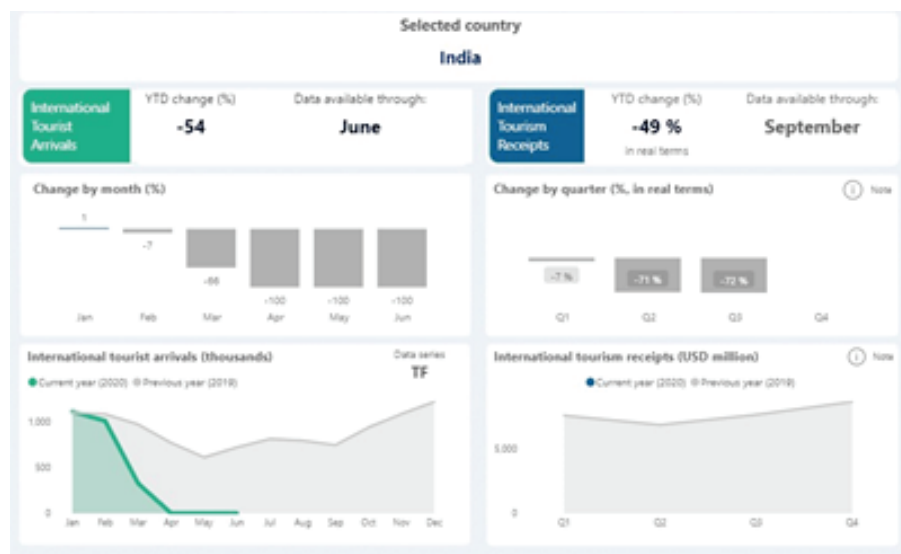 Selected country
India
International
Tourist
Arrivals
YTD change (%)
-54
Data available through:
June
International
Tourism
Receipts
YTD change (%)
-49 %
in real terms
Data available through:
September
Change by month (%)
1
-7
-66
-100
-100
-100
Jan Feb Mar Apr May Jun
Change by quarter (%, in real terms)
i Note
-7 %
-71 %
-72 %
Q1 Q2 Q3 Q4
International tourist arrivals (thousands)
Data series
TF
Current year (2020) Previous year (2019)
1,000
500
0
Jan Feb Mar Apr May Jun Jul Aug Sep Oct Nov Dec
International tourism receipts (USD million)
i Note
Current year (2020) Previous year (2019)
5,000
0
Q1 Q2 Q3 Q4